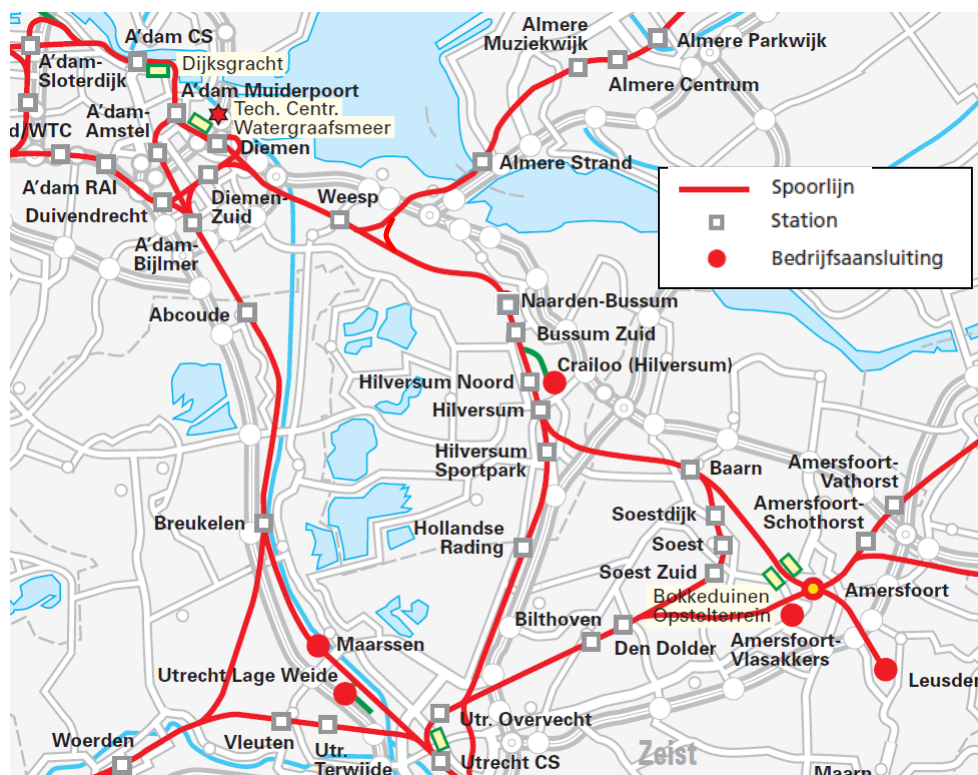 A'dam CS
A'dam-
Sloterdijk
Dijksgracht
A'dam Muiderpoort
A'dam-
Amstel
Tech. Centr.
Watergraafsmeer
d/WTC
Diemen
A'dam RAI
Diemen-
Zuid
Duivendrecht
A'dam-
Bijlmer
Weesp
Almere
Muziekwijk
Almere Parkwijk
Almere Centrum
Almere Strand
Spoorlijn
Station
Bedrijfsaansluiting
Abcoude
Naarden-Bussum
Bussum Zuid
Crailoo (Hilversum)
Hilversum Noord
Hilversum
Hilversum
Sportpark
Baarn
Amersfoort-
Vathorst
Amersfoort-
Schothorst
Breukelen
Hollandse
Rading
Soestdijk
Soest
Soest Zuid
Bokkeduinen
Opstelterrein
Amersfoort
Bilthoven
Den Dolder
Amersfoort-
Vlasakkers
Leusden
Maarssen
Utrecht Lage Weide
Utr. Overvecht
Woerden
Vleuten
Utr.
Terwijde
Utrecht CS
Zeist
Maarn